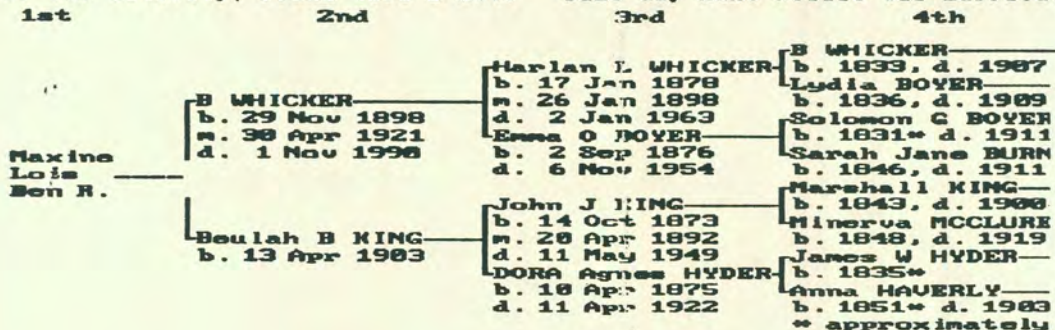 1st 2nd 3rd 4th
B WHICKER
Harlan L WHICKER b. 1833, d. 1907
b. 17 Jan 1878 Lydia BOYER
B WHICKER m. 26 Jan 1898 b. 1836, d. 1909
b. 29 Nov 1898 d. 2 Jan 1963 Solomon G BOYER
m. 30 Apr 1921 Emma O BOYER b. 1831* d. 1911
d. 1 Nov 1990 b. 2 Sep 1876 Sarah Jane BURN
Maxine d. 6 Nov 1954 b. 1846, d. 1911
Lois Marshall KING
Ben R. John J KING b. 1843, d. 1900
b. 14 Oct 1873 Minerva MCCLURE
Beulah B KING m. 20 Apr 1892 b. 1848, d. 1919
b. 13 Apr 1903 d. 11 May 1949 James W HYDER
DORA Agnes HYDER b. 1835*
b. 10 Apr 1875 Anna HAVERLY
d. 11 Apr 1922 b. 1851* d. 1903
* approximately